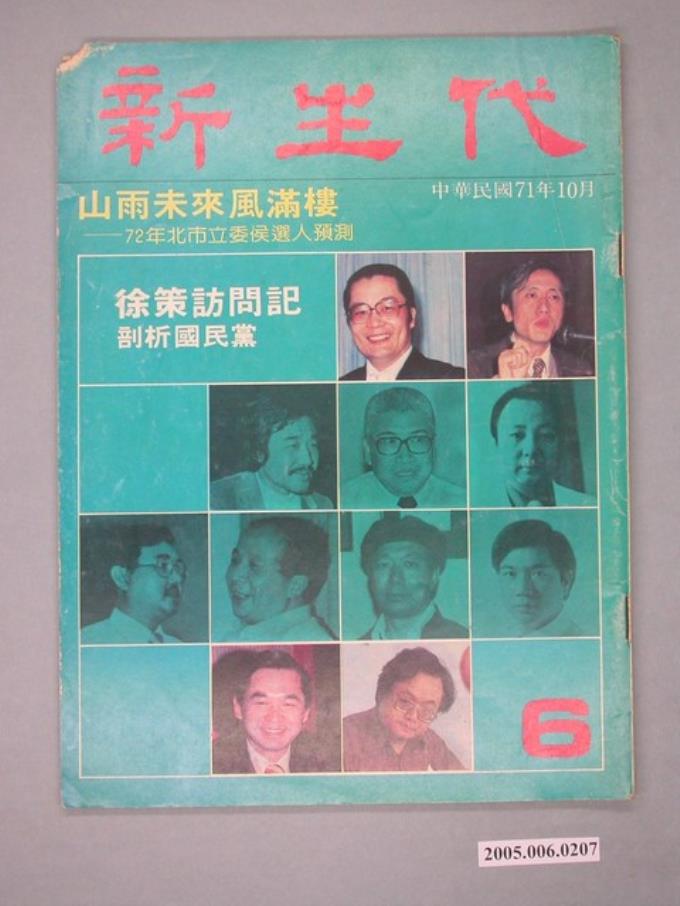 新生代
中華民國71年10月
山雨未來風滿樓
──72年北市立委侯選人預測
徐策訪問記
剖析國民黨
6
2005.006.0207